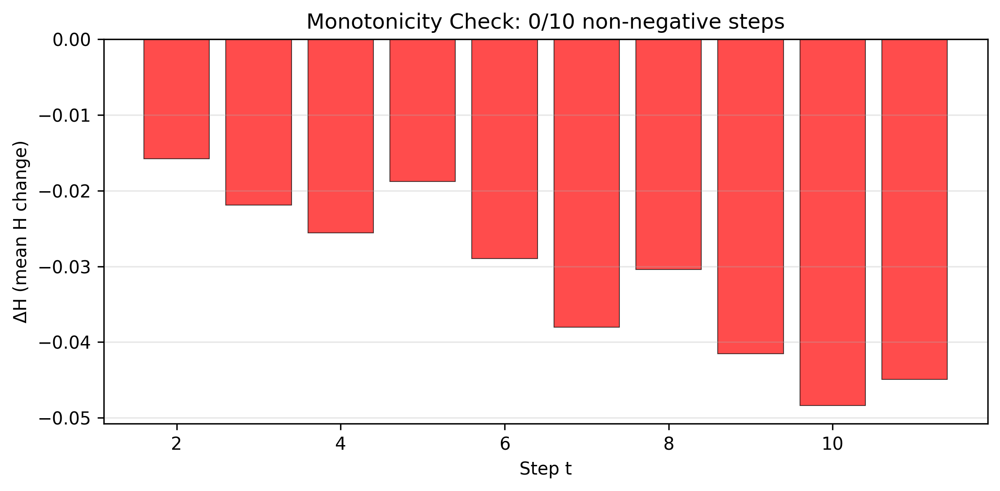 Monotonicity Check: 0/10 non-negative steps
0.00
−0.01
−0.02
−0.03
−0.04
−0.05
ΔH (mean H change)
2 4 6 8 10
Step t